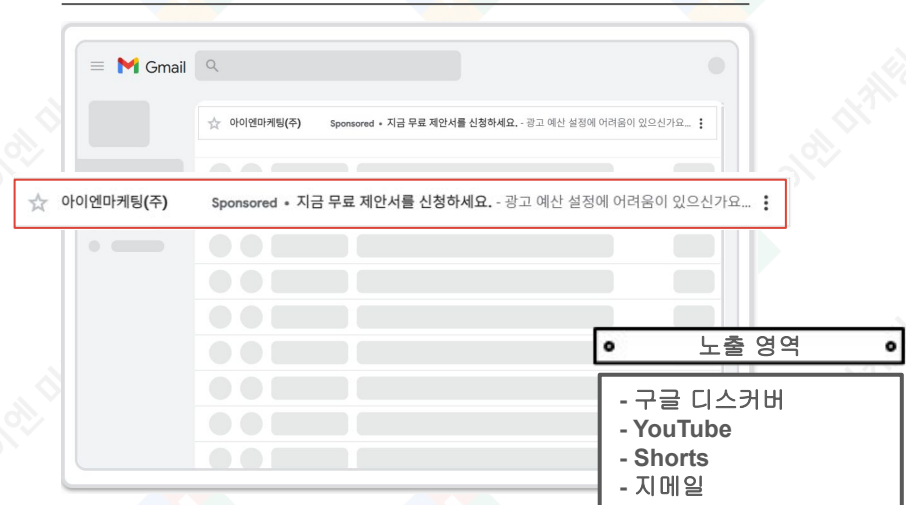 Gmail
아이엔마케팅(주) Sponsored • 지금 무료 제안서를 신청하세요. - 광고 예산 설정에 어려움이 있으신가요...
아이엔마케팅(주) Sponsored • 지금 무료 제안서를 신청하세요. - 광고 예산 설정에 어려움이 있으신가요...
노출 영역
- 구글 디스커버
- YouTube
- Shorts
- 지메일